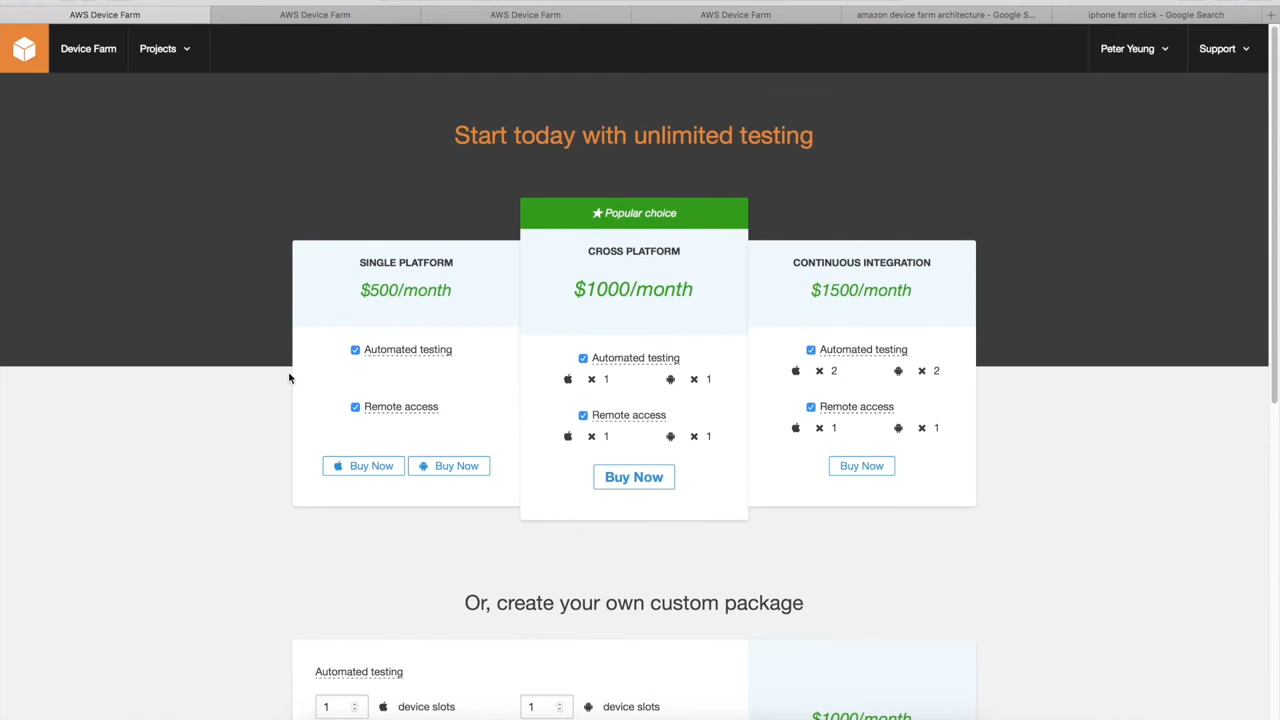 AWS Device Farm
AWS Device Farm
AWS Device Farm
AWS Device Farm
amazon device farm architecture - Google S...
iphone farm click - Google Search
Device Farm
Projects
Peter Yeung
Support
Start today with unlimited testing
Popular choice
SINGLE PLATFORM
$500/month
Automated testing
Remote access
Buy Now
Buy Now
CROSS PLATFORM
$1000/month
Automated testing
× 1
× 1
Remote access
× 1
× 1
Buy Now
CONTINUOUS INTEGRATION
$1500/month
Automated testing
× 2
× 2
Remote access
× 1
× 1
Buy Now
Or, create your own custom package
Automated testing
1 device slots
1 device slots
$1000/month